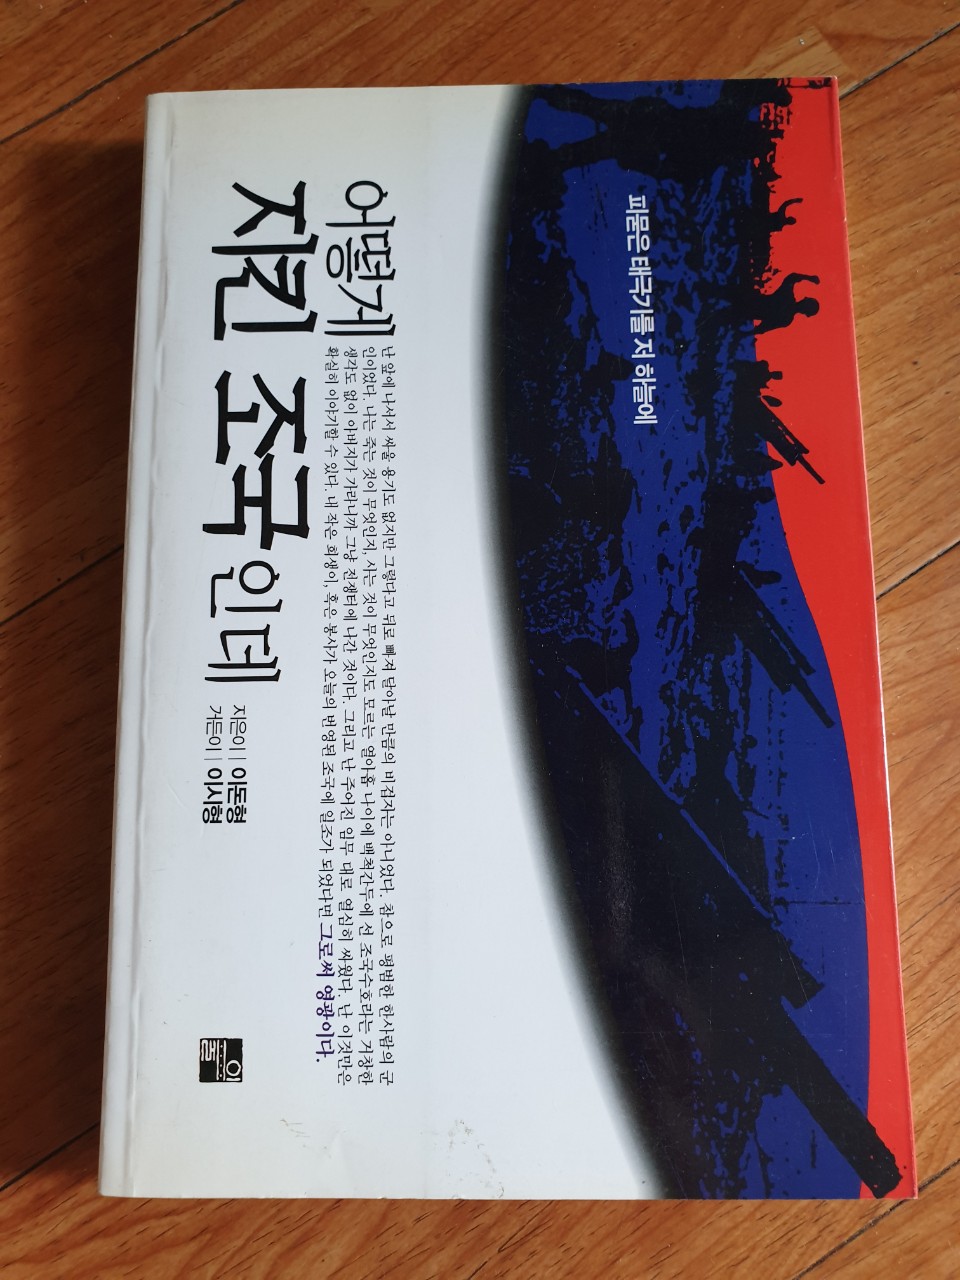 피묻은 태극기를 저 하늘에
어떻게
지킨 조국인데
난 앞에 나서서 싸울 용기도 없지만 그렇다고 뒤로 빠져 달아날 만큼의 비겁자는 아니었다. 참으로 평범한 한사람의 군
인이었다. 나는 죽는 것이 무엇인지, 사는 것이 무엇인지도 모르는 열아홉 나이에 백척간두에 선 조국수호라는 거창한
생각도 없이 아버지가 가라니까 그냥 전쟁터에 나간 것이다. 그리고 난 주어진 임무 대로 열심히 싸웠다. 난 이것만은
확실히 이야기할 수 있다. 내 작은 희생이, 혹은 봉사가 오늘의 번영된 조국에 일조가 되었다면 그로써 영광이다.
지은이 | 이돈형
거든이 | 이시형